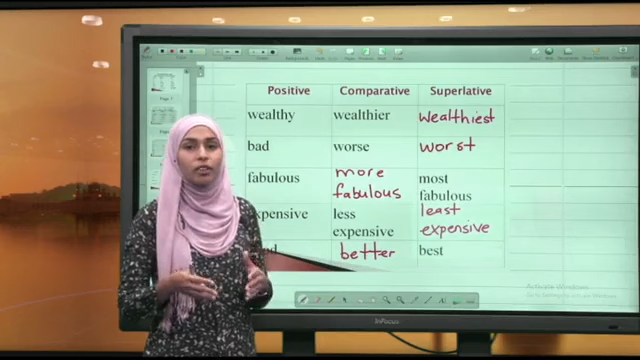 Positive Comparative Superlative
wealthy wealthier wealthiest
bad worse worst
fabulous more fabulous most fabulous
expensive less expensive least expensive
better best
Activate Windows
InFocus